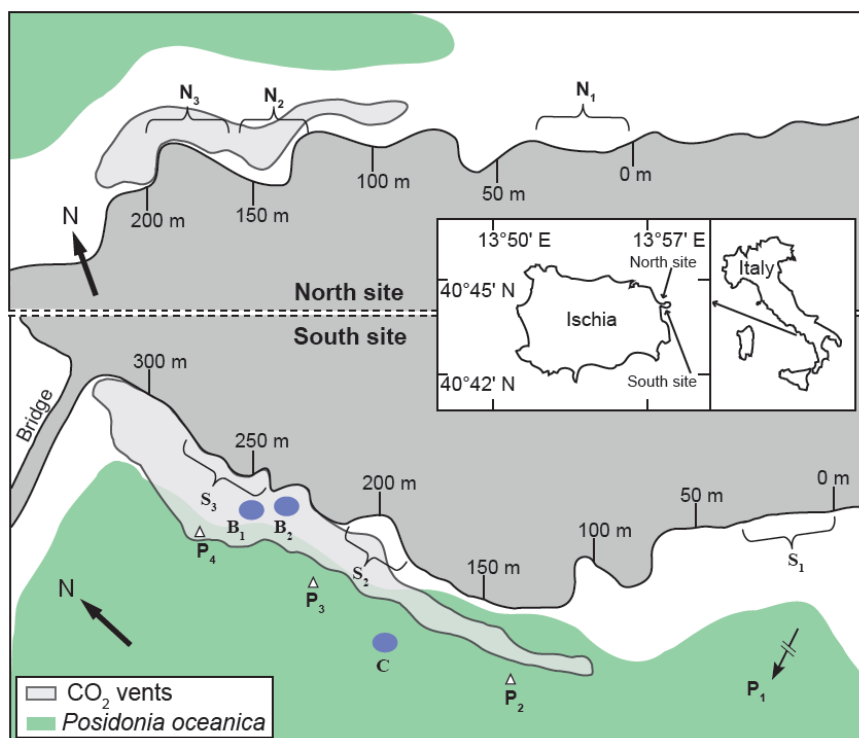 N₃
N₂
N₁
200 m
150 m
100 m
50 m
0 m
N
North site
13°50' E
13°57' E
North site
Italy
40°45' N
Ischia
40°42' N
South site
South site
300 m
Bridge
250 m
200 m
0 m
50 m
S₃
B₁
B₂
100 m
S₁
P₄
S₂
150 m
P₃
N
C
P₂
P₁
CO₂ vents
Posidonia oceanica